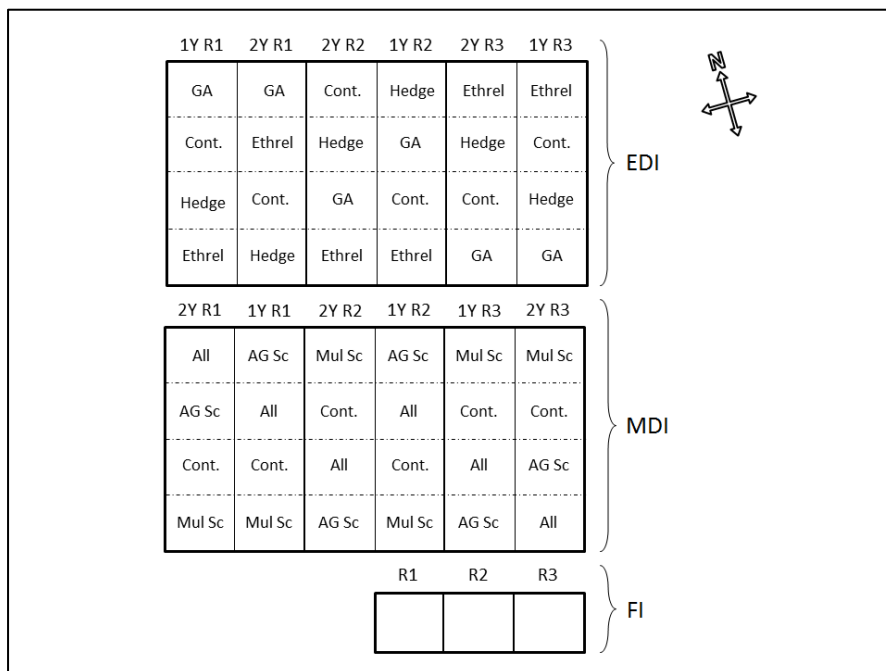 1Y R1 2Y R1 2Y R2 1Y R2 2Y R3 1Y R3
N
GA GA Cont. Hedge Ethrel Ethrel
Cont. Ethrel Hedge GA Hedge Cont.
EDI
Hedge Cont. GA Cont. Cont. Hedge
Ethrel Hedge Ethrel Ethrel GA GA
2Y R1 1Y R1 2Y R2 1Y R2 1Y R3 2Y R3
All AG Sc Mul Sc AG Sc Mul Sc Mul Sc
AG Sc All Cont. All Cont. Cont.
MDI
Cont. Cont. All Cont. All AG Sc
Mul Sc Mul Sc AG Sc Mul Sc AG Sc All
R1 R2 R3
FI